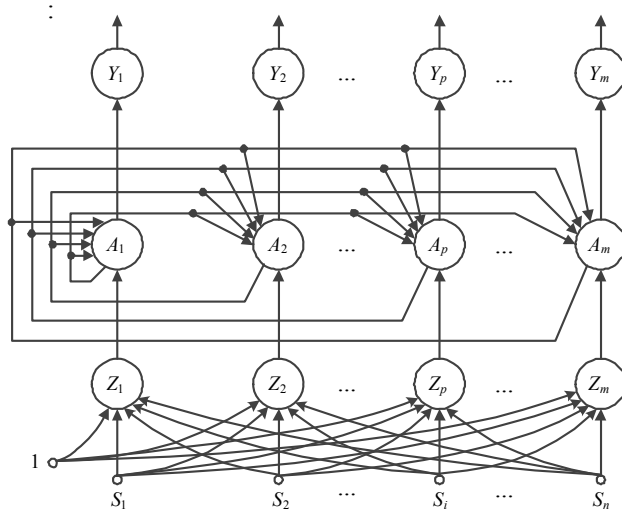 :
Y₁ Y₂ ... Yₚ ... Yₘ
A₁ A₂ ... Aₚ ... Aₘ
Z₁ Z₂ ... Zₚ ... Zₘ
1
S₁ S₂ ... Sᵢ ... Sₙ